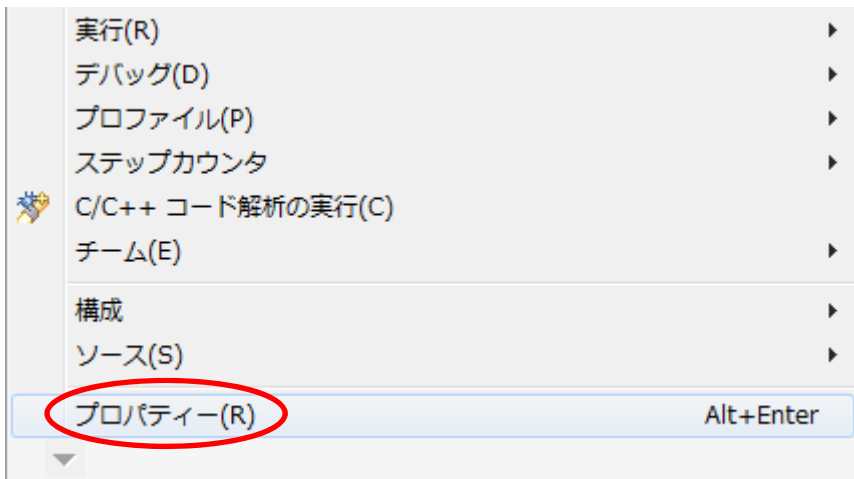 実行(R)
デバッグ(D)
プロファイル(P)
ステップカウンタ
C/C++ コード解析の実行(C)
チーム(E)
構成
ソース(S)
プロパティー(R) Alt+Enter